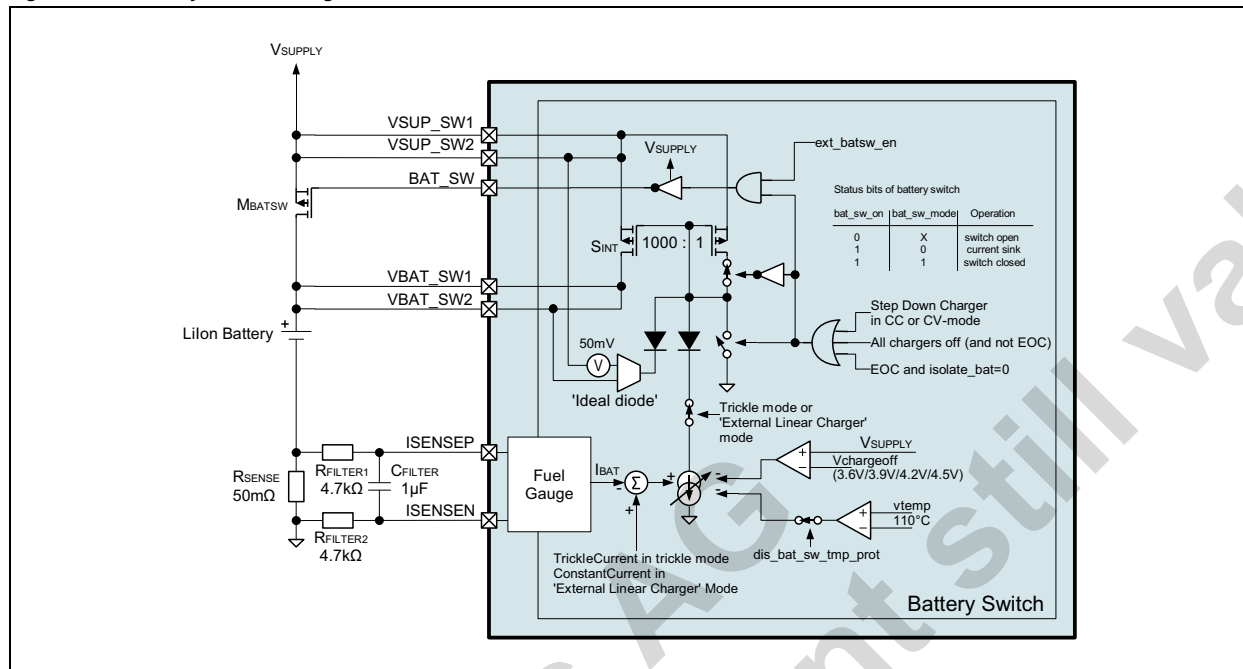 VSUPPLY
VSUP_SW1
VSUP_SW2
BAT_SW
MBATSW
VBAT_SW1
VBAT_SW2
LiIon Battery
+
ISENSEP
RSENSE
50mΩ
RFILTER1
4.7kΩ
CFILTER
1µF
ISENSEN
RFILTER2
4.7kΩ
VSUPPLY
ext_batsw_en
Status bits of battery switch
bat_sw_on bat_sw_mode Operation
0 X switch open
1 0 current sink
1 1 switch closed
SINT
1000 : 1
Step Down Charger
in CC or CV-mode
All chargers off (and not EOC)
EOC and isolate_bat=0
50mV
V
'Ideal diode'
Trickle mode or
'External Linear Charger'
mode
Fuel
Gauge
IBAT
-
Σ
+
+
-
-
+
−
VSUPPLY
Vchargeoff
(3.6V/3.9V/4.2V/4.5V)
+
−
vtemp
110°C
dis_bat_sw_tmp_prot
TrickleCurrent in trickle mode
ConstantCurrent in
'External Linear Charger' Mode
Battery Switch
AG
nt still va